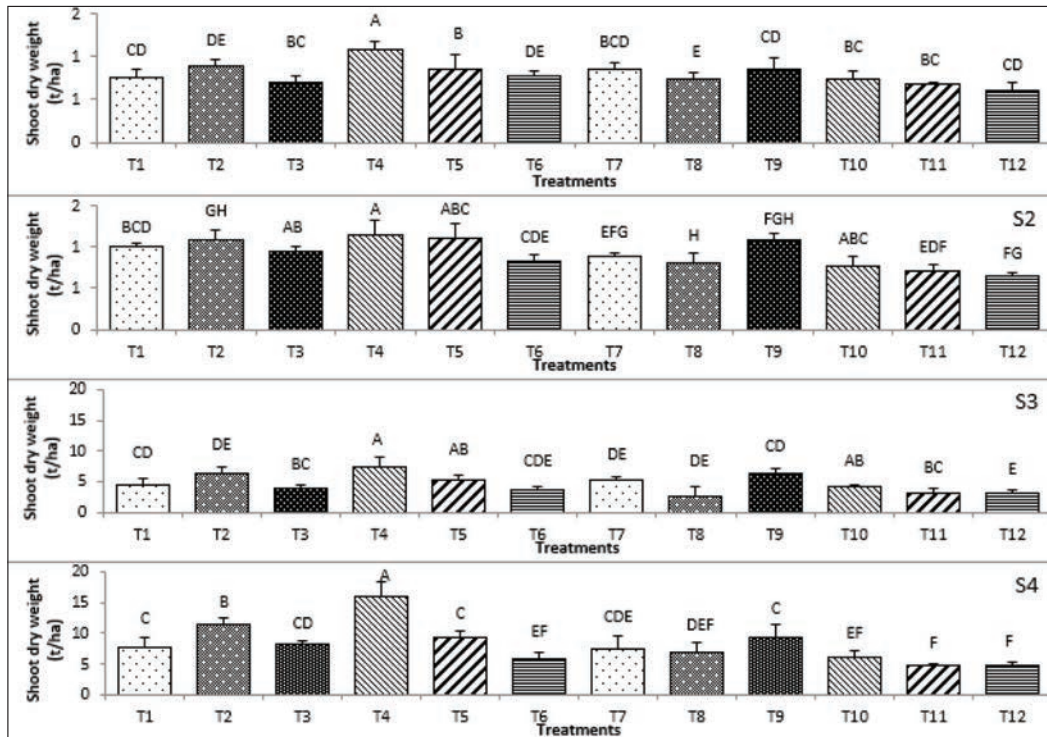 Shoot dry weight
(t/ha)
2
1
1
0
CD DE BC A B DE BCD E CD BC BC CD
T1 T2 T3 T4 T5 T6 T7 T8 T9 T10 T11 T12
Treatments
S2
Shhot dry weight
(t/ha)
2
1
1
0
BCD GH AB A ABC CDE EFG H FGH ABC EDF FG
T1 T2 T3 T4 T5 T6 T7 T8 T9 T10 T11 T12
Treatments
S3
Shoot dry weight
(t/ha)
20
15
10
5
0
CD DE BC A AB CDE DE DE CD AB BC E
T1 T2 T3 T4 T5 T6 T7 T8 T9 T10 T11 T12
Treatments
S4
Shoot dry weight
(t/ha)
20
15
10
5
0
C B CD A C EF CDE DEF C EF F F
T1 T2 T3 T4 T5 T6 T7 T8 T9 T10 T11 T12
Treatments